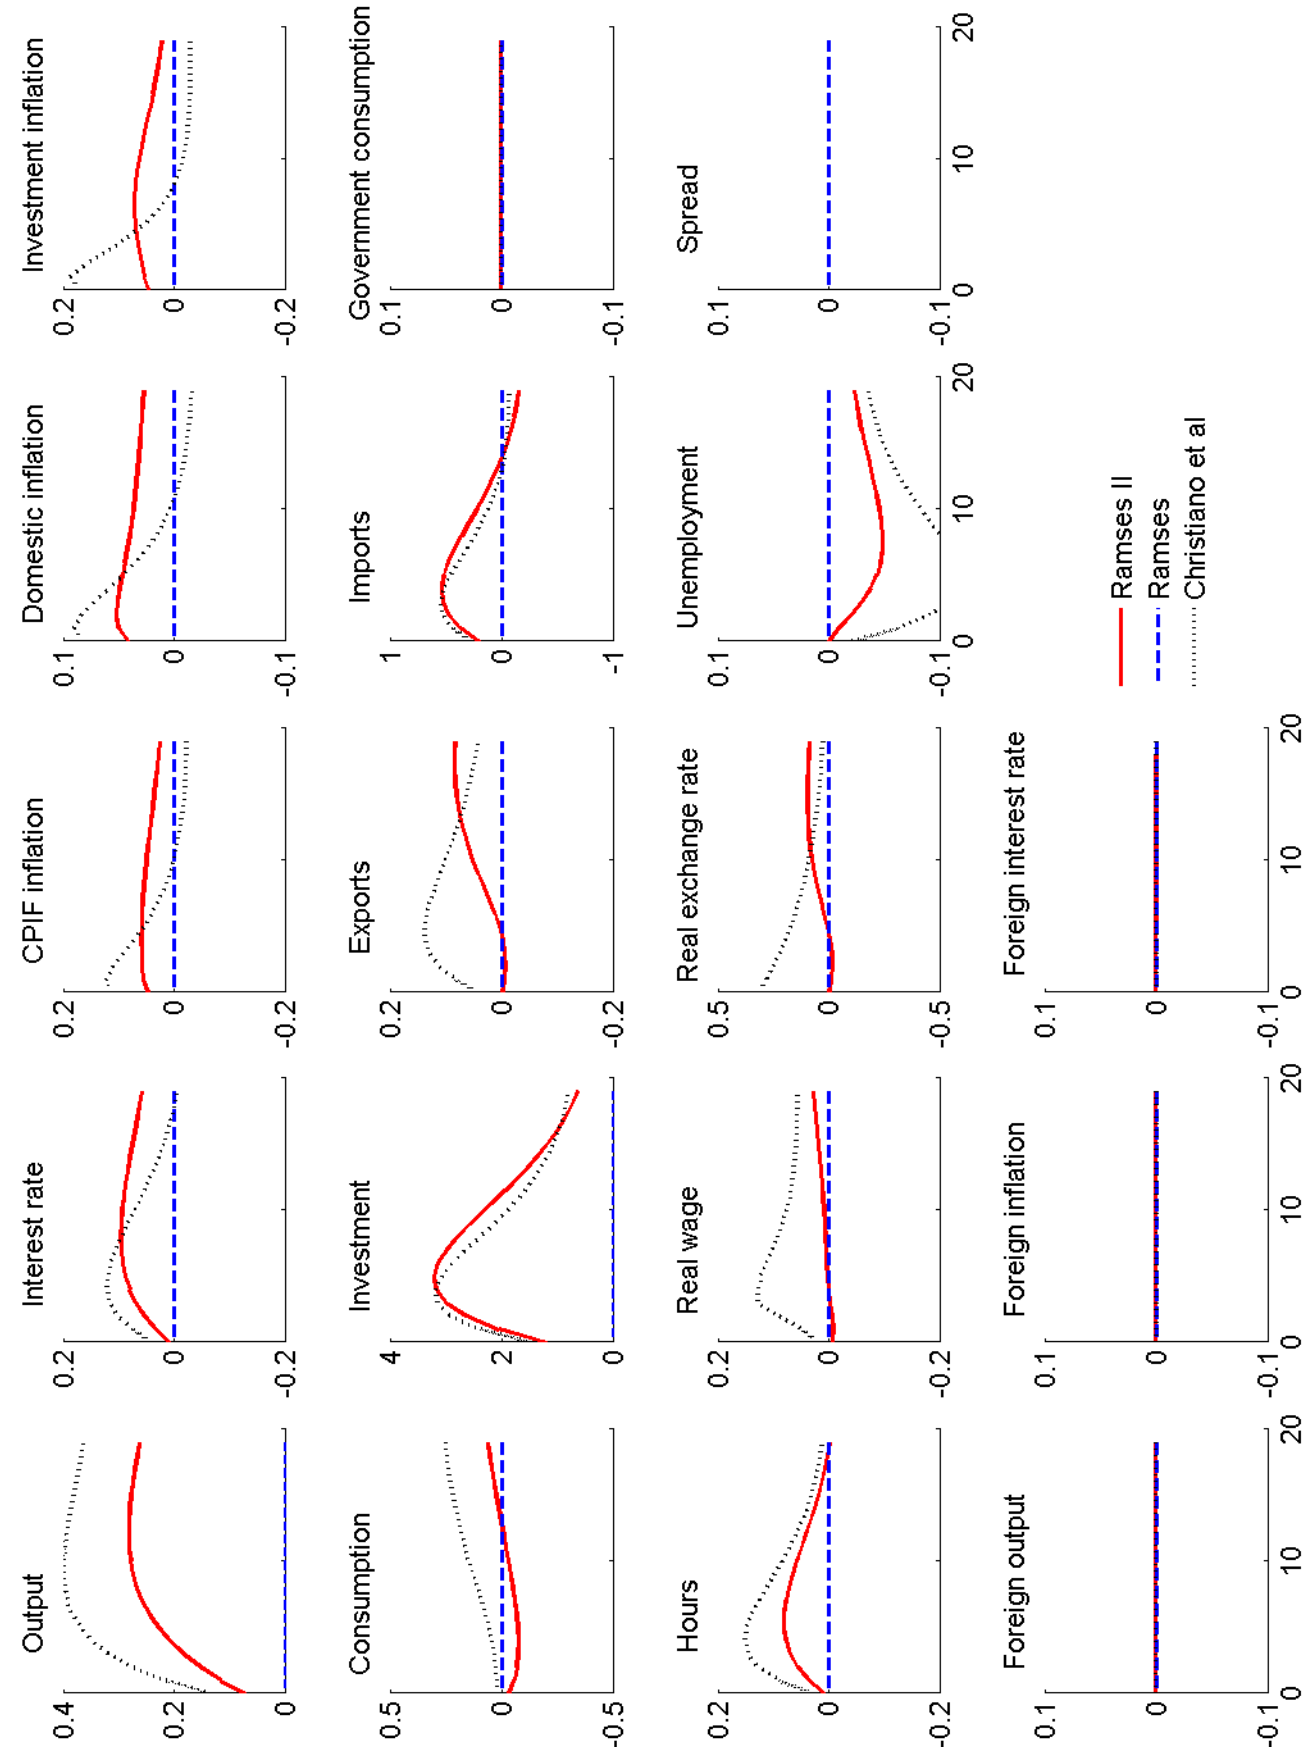 Output
0.4
0.2
0
Interest rate
0.2
0
-0.2
CPIF inflation
0.2
0
-0.2
Domestic inflation
0.1
0
-0.1
Investment inflation
0.2
0
-0.2
Consumption
0.5
0
-0.5
Investment
4
2
0
Exports
0.2
0
-0.2
Imports
1
0
-1
Government consumption
0.1
0
-0.1
Hours
0.2
0
-0.2
Real wage
0.2
0
-0.2
Real exchange rate
0.5
0
-0.5
Unemployment
0.1
0
-0.1
0 10 20
Spread
0.1
0
-0.1
0 10 20
Foreign output
0.1
0
-0.1
0 10 20
Foreign inflation
0.1
0
-0.1
0 10 20
Foreign interest rate
0.1
0
-0.1
0 10 20
Ramses II
Ramses
Christiano et al